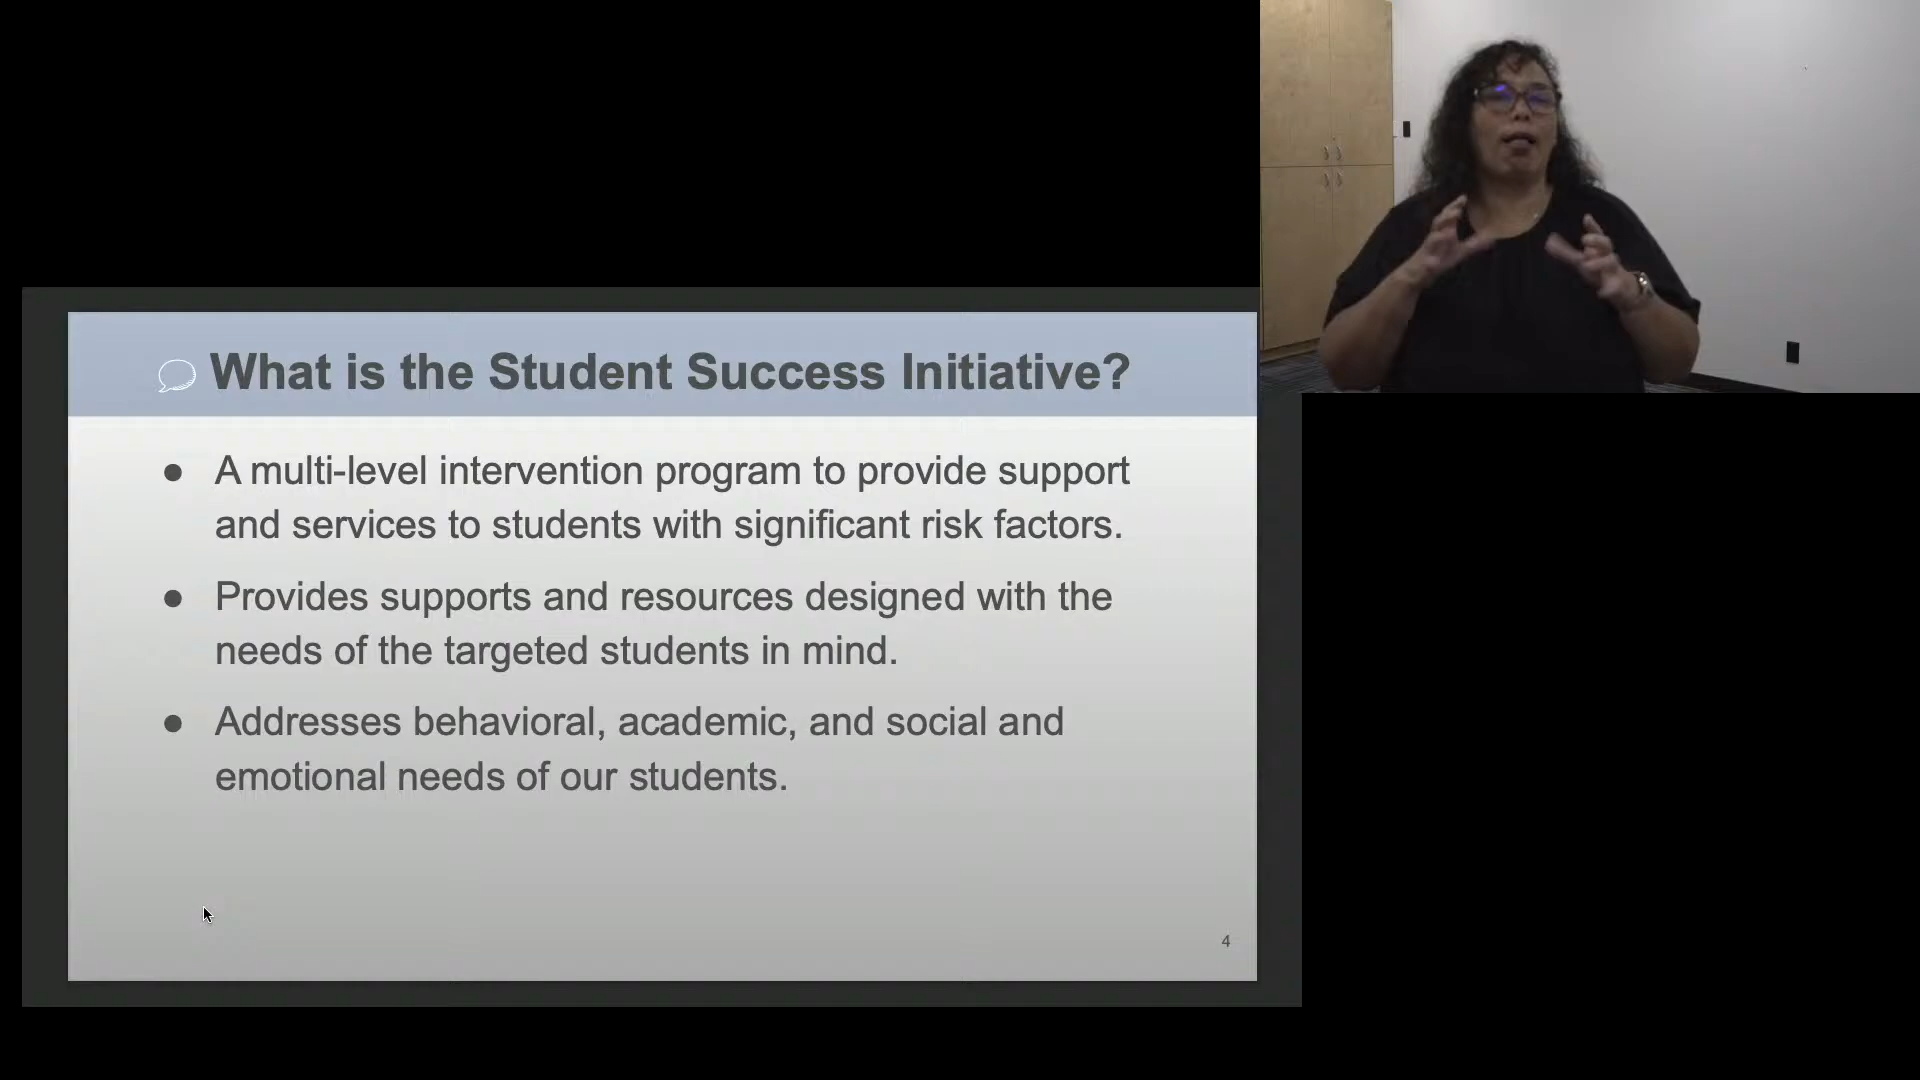 What is the Student Success Initiative?
● A multi-level intervention program to provide support
and services to students with significant risk factors.
● Provides supports and resources designed with the
needs of the targeted students in mind.
● Addresses behavioral, academic, and social and
emotional needs of our students.
4